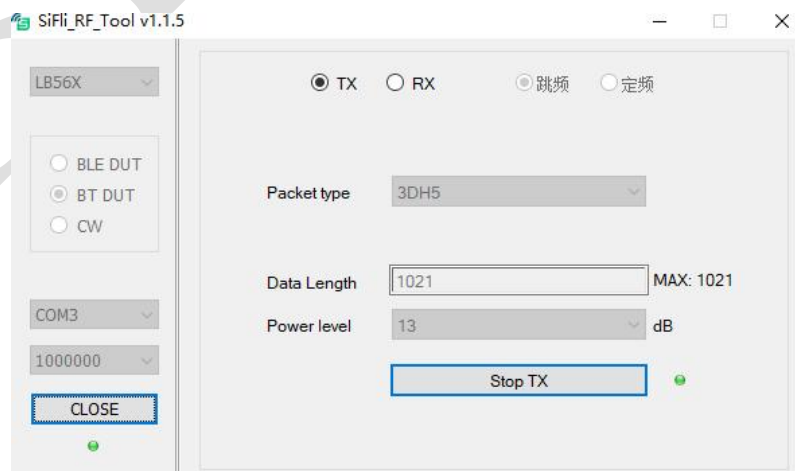 SiFli_RF_Tool v1.1.5
LB56X
BLE DUT
BT DUT
CW
COM3
1000000
CLOSE
TX RX 跳频 定频
Packet type 3DH5
Data Length 1021 MAX: 1021
Power level 13 dB
Stop TX